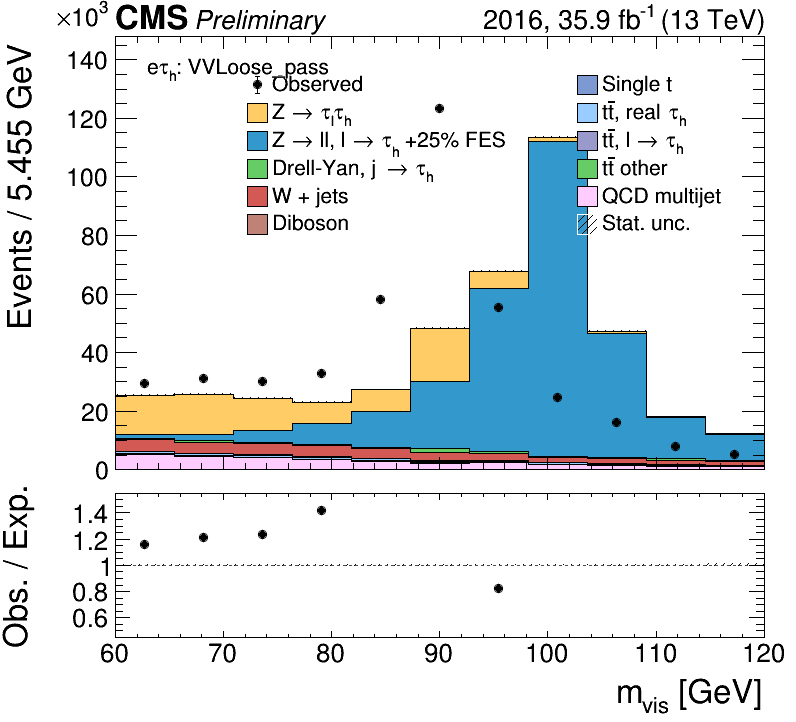 ×10³ CMS Preliminary 2016, 35.9 fb⁻¹ (13 TeV)
eτₕ: VVLoose_pass
Observed
Z → τₗτₕ
Z → ll, l → τₕ +25% FES
Drell-Yan, j → τₕ
W + jets
Diboson
Single t
tt̄, real τₕ
tt̄, l → τₕ
tt̄ other
QCD multijet
Stat. unc.
Events / 5.455 GeV
140
120
100
80
60
40
20
0
Obs. / Exp.
1.4
1.2
1
0.8
0.6
60 70 80 90 100 110 120
m_vis [GeV]